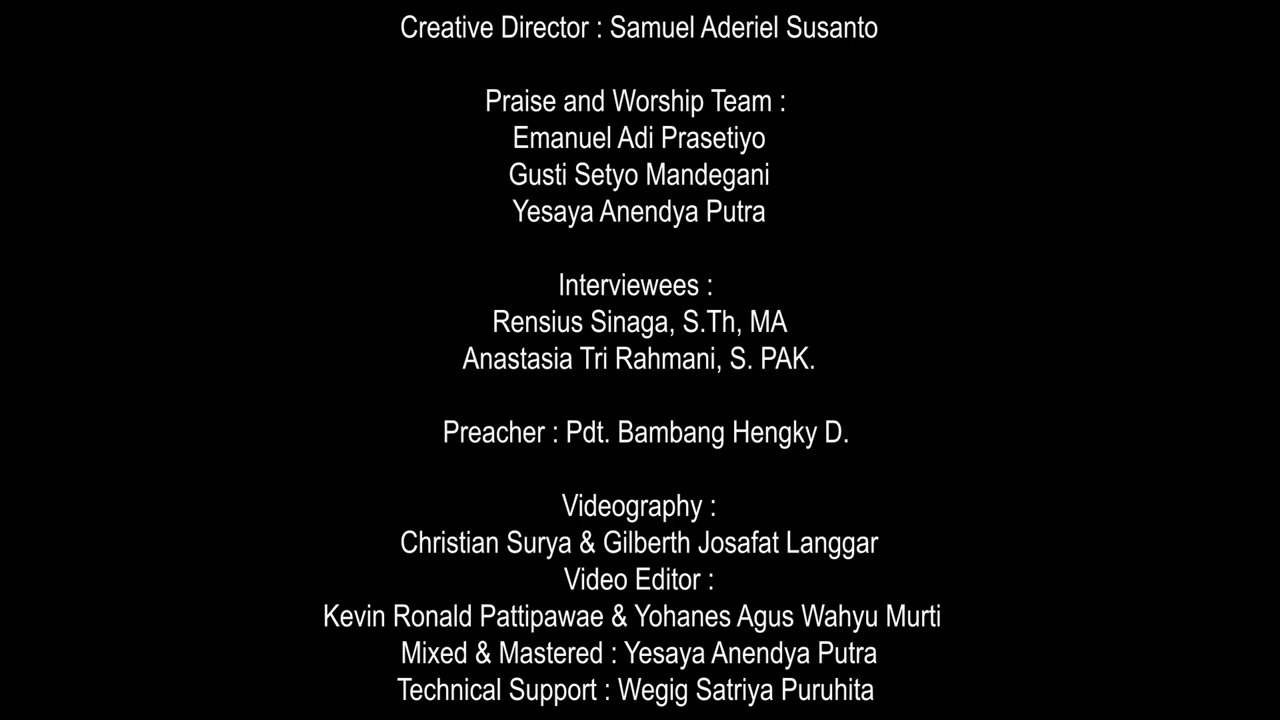 Creative Director : Samuel Aderiel Susanto
Praise and Worship Team :
Emanuel Adi Prasetiyo
Gusti Setyo Mandegani
Yesaya Anendya Putra
Interviewees :
Rensius Sinaga, S.Th, MA
Anastasia Tri Rahmani, S. PAK.
Preacher : Pdt. Bambang Hengky D.
Videography :
Christian Surya & Gilberth Josafat Langgar
Video Editor :
Kevin Ronald Pattipawae & Yohanes Agus Wahyu Murti
Mixed & Mastered : Yesaya Anendya Putra
Technical Support : Wegig Satriya Puruhita